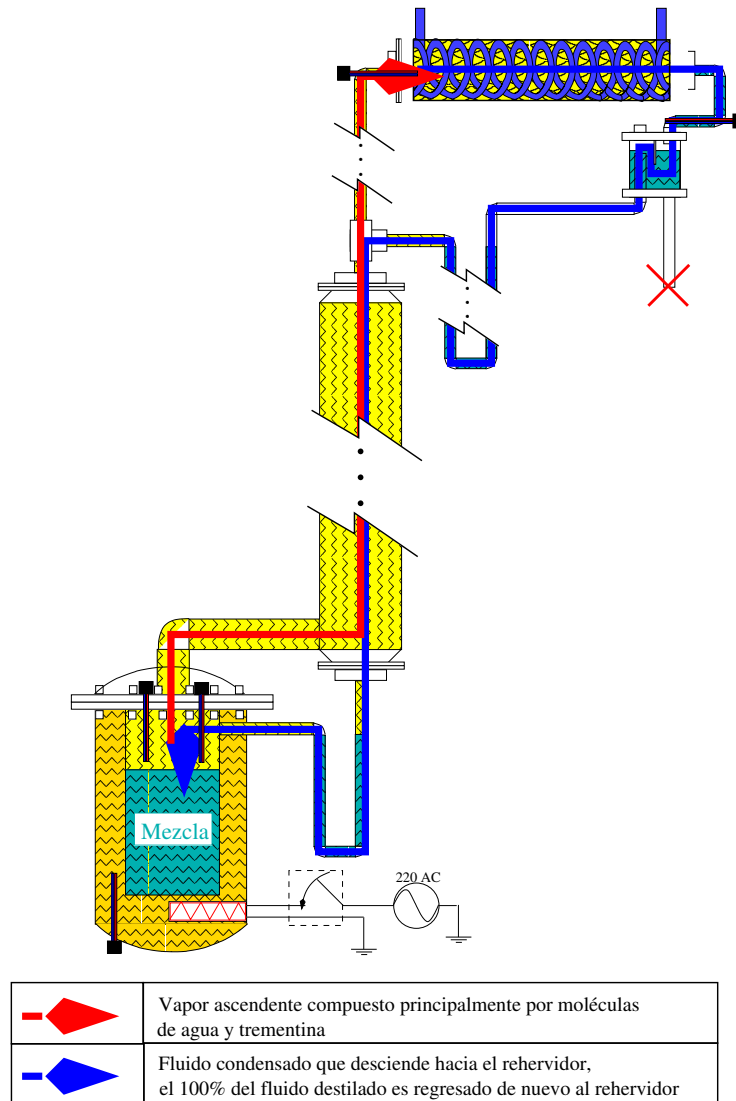 Mezcla
220 AC
Vapor ascendente compuesto principalmente por moléculas
de agua y trementina
Fluido condensado que desciende hacia el rehervidor,
el 100% del fluido destilado es regresado de nuevo al rehervidor